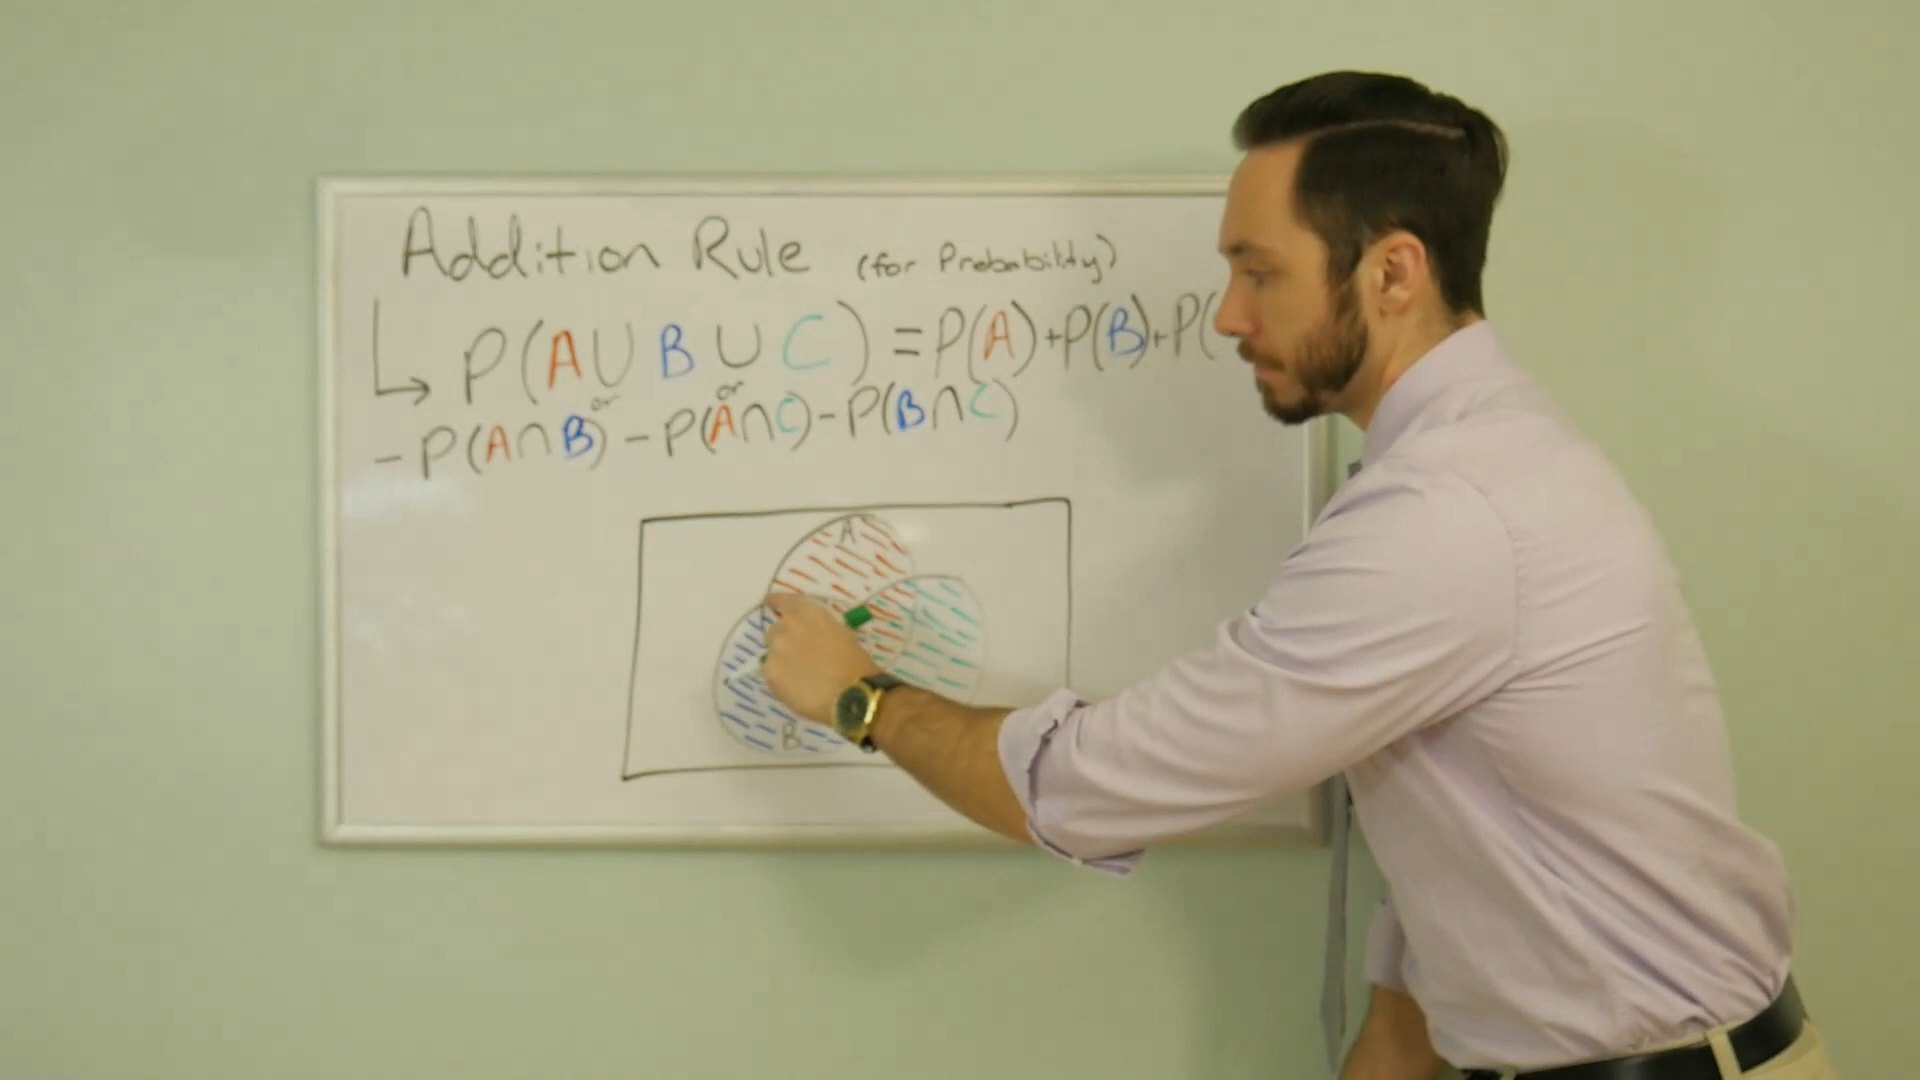 Addition Rule (for Probability)
P(A∪B∪C) = P(A)+P(B)+P(
or or
-P(A∩B) - P(A∩C) - P(B∩C)
A
B